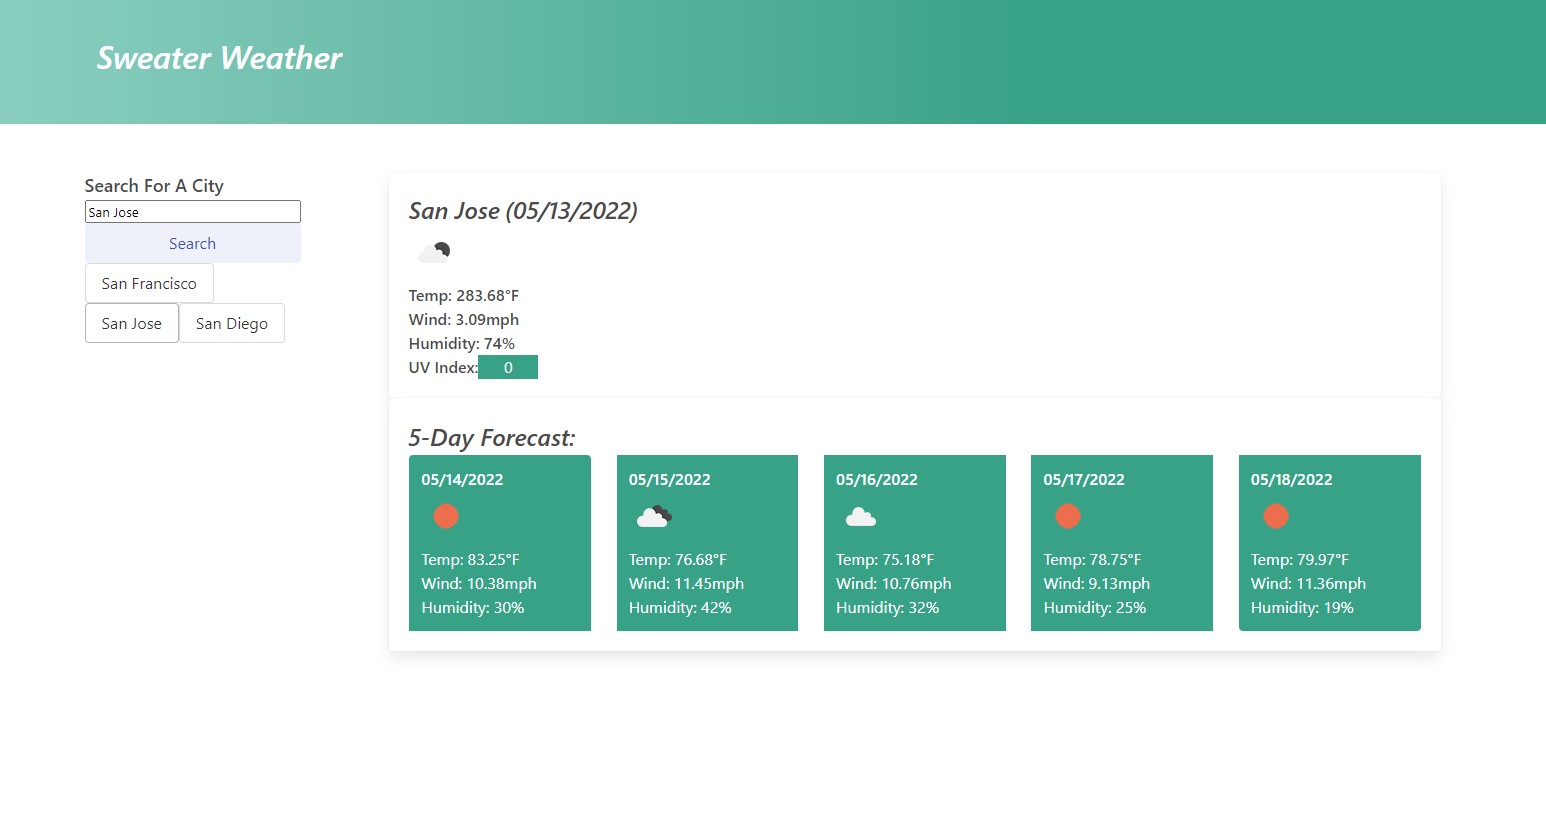 Sweater Weather
Search For A City
San Jose
Search
San Francisco
San Jose
San Diego
San Jose (05/13/2022)
Temp: 283.68°F
Wind: 3.09mph
Humidity: 74%
UV Index: 0
5-Day Forecast:
05/14/2022
Temp: 83.25°F
Wind: 10.38mph
Humidity: 30%
05/15/2022
Temp: 76.68°F
Wind: 11.45mph
Humidity: 42%
05/16/2022
Temp: 75.18°F
Wind: 10.76mph
Humidity: 32%
05/17/2022
Temp: 78.75°F
Wind: 9.13mph
Humidity: 25%
05/18/2022
Temp: 79.97°F
Wind: 11.36mph
Humidity: 19%